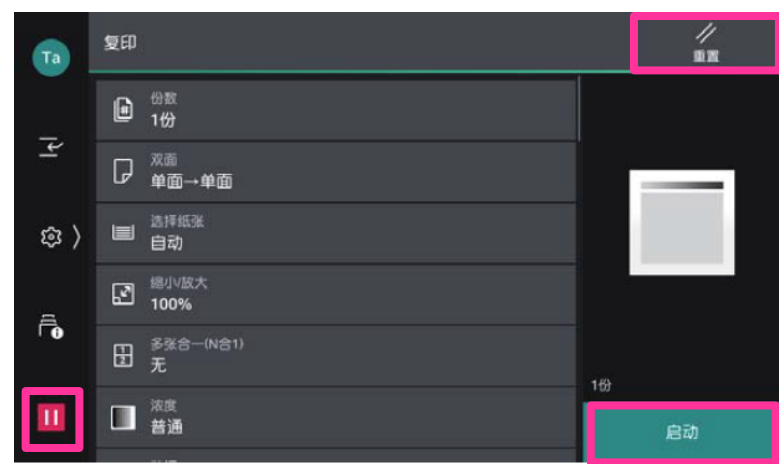 Ta
复印
重置
份数
1份
双面
单面→单面
选择纸张
自动
缩小/放大
100%
多张合一(N合1)
无
浓度
普通
1份
启动